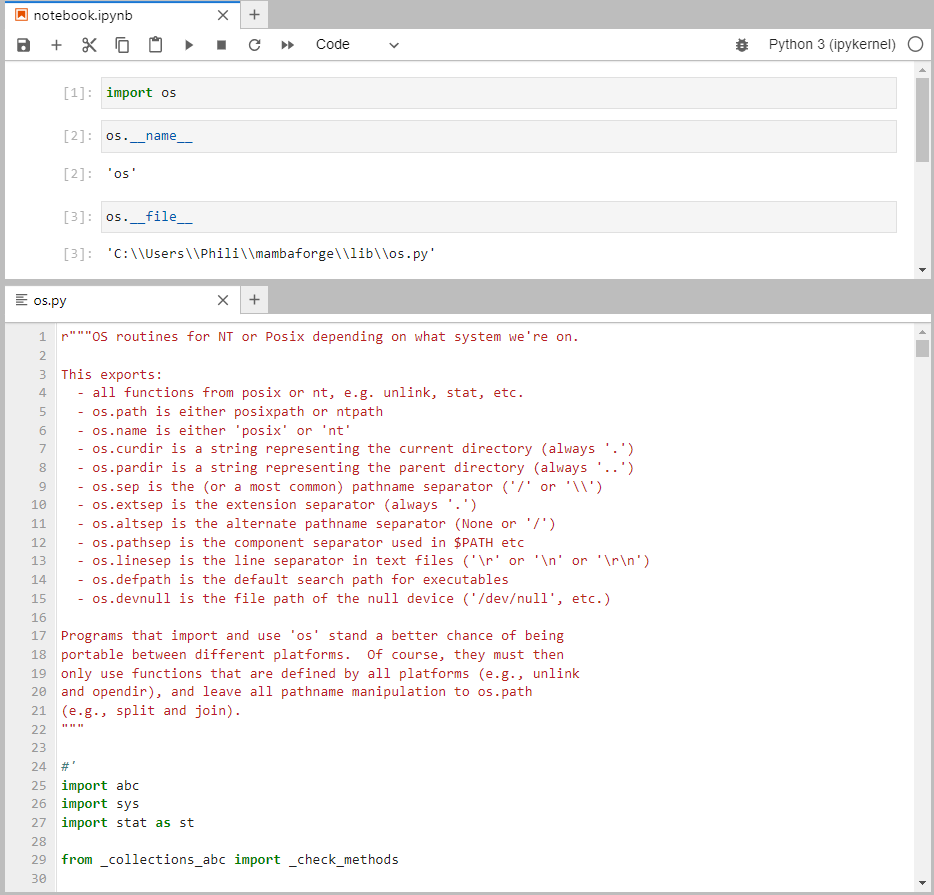 notebook.ipynb
Code
Python 3 (ipykernel)
[1]: import os
[2]: os.__name__
[2]: 'os'
[3]: os.__file__
[3]: 'C:\\Users\\Phili\\mambaforge\\lib\\os.py'
os.py
1 r"""OS routines for NT or Posix depending on what system we're on.
2
3 This exports:
4   - all functions from posix or nt, e.g. unlink, stat, etc.
5   - os.path is either posixpath or ntpath
6   - os.name is either 'posix' or 'nt'
7   - os.curdir is a string representing the current directory (always '.')
8   - os.pardir is a string representing the parent directory (always '..')
9   - os.sep is the (or a most common) pathname separator ('/' or '\\')
10   - os.extsep is the extension separator (always '.')
11   - os.altsep is the alternate pathname separator (None or '/')
12   - os.pathsep is the component separator used in $PATH etc
13   - os.linesep is the line separator in text files ('\r' or '\n' or '\r\n')
14   - os.defpath is the default search path for executables
15   - os.devnull is the file path of the null device ('/dev/null', etc.)
16
17 Programs that import and use 'os' stand a better chance of being
18 portable between different platforms.  Of course, they must then
19 only use functions that are defined by all platforms (e.g., unlink
20 and opendir), and leave all pathname manipulation to os.path
21 (e.g., split and join).
22 """
23
24 #'
25 import abc
26 import sys
27 import stat as st
28
29 from _collections_abc import _check_methods
30